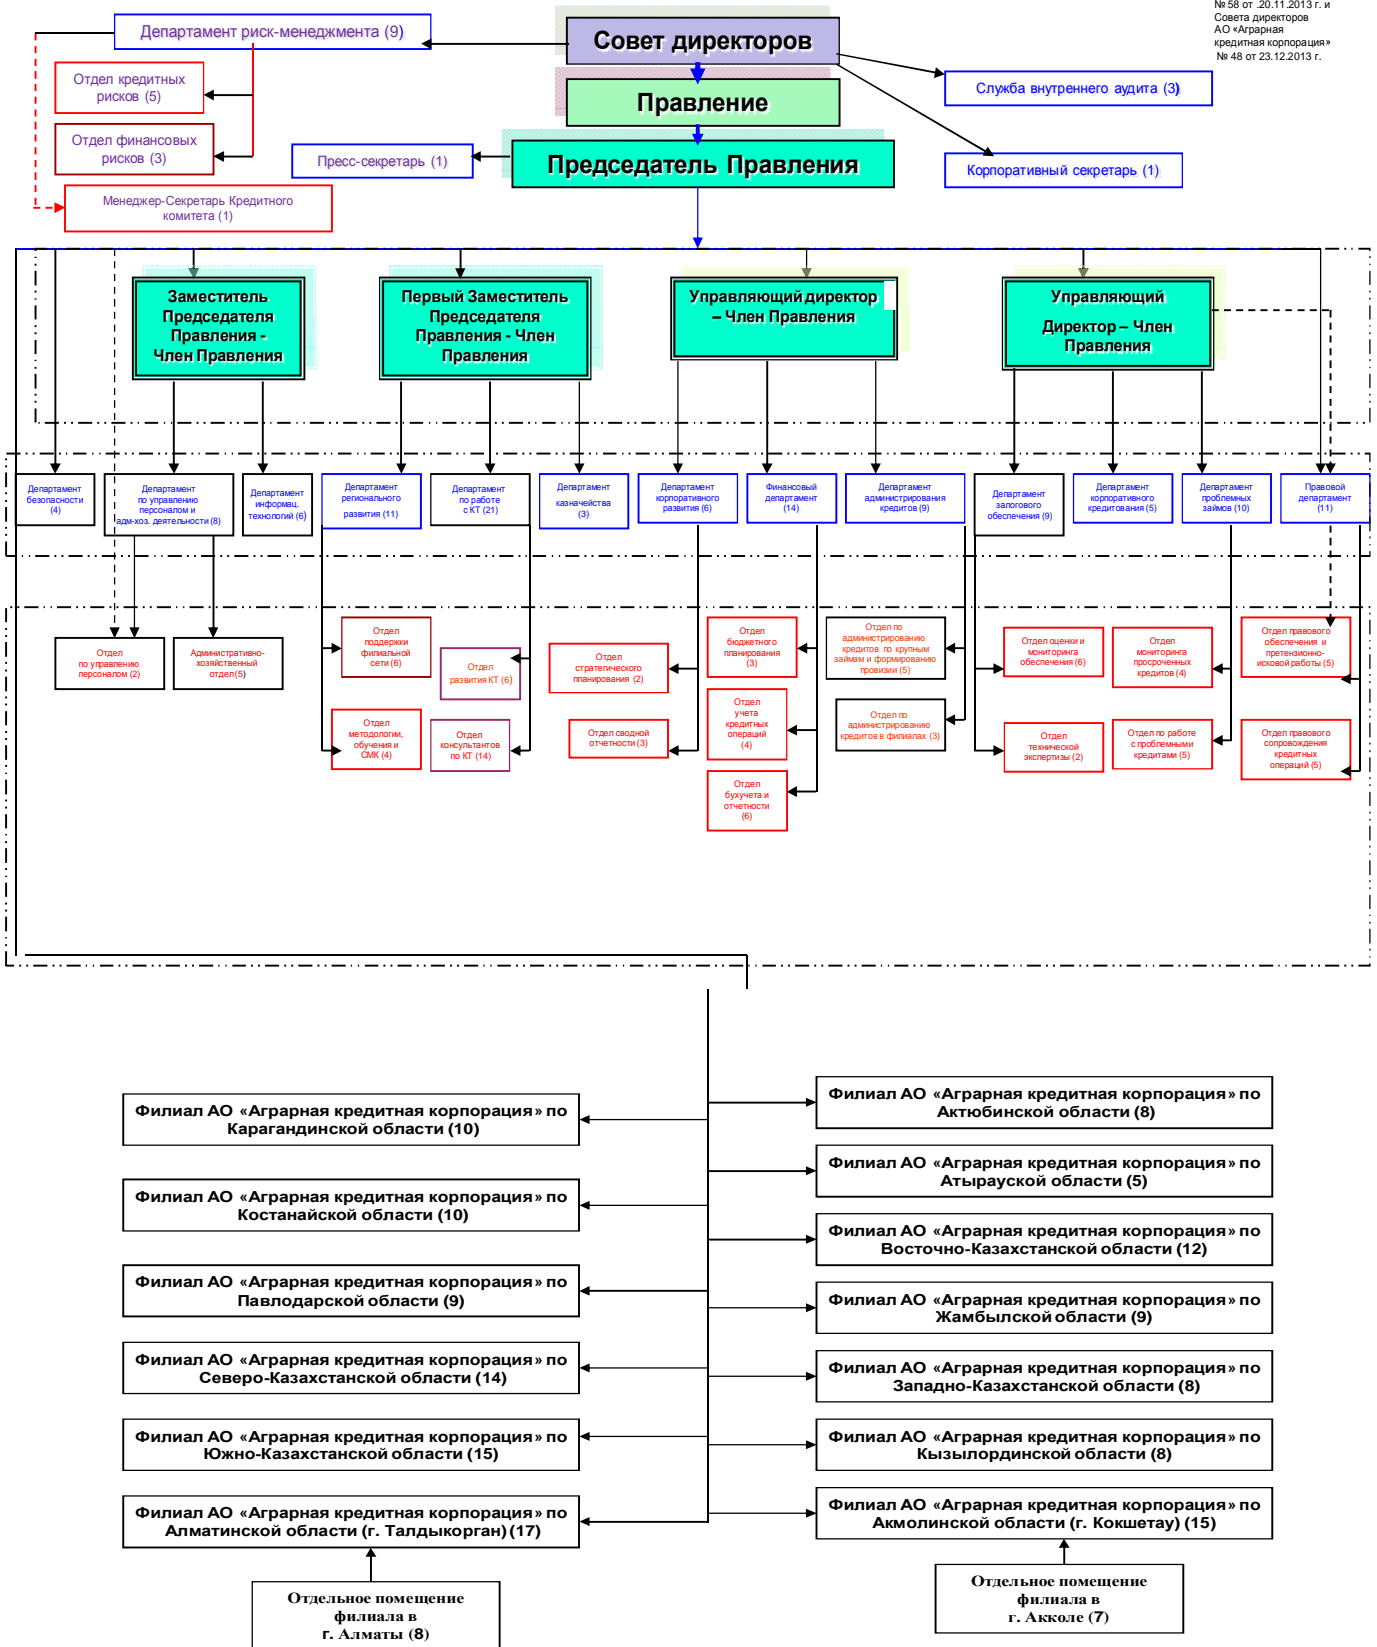 № 58 от .20.11.2013 г. и
Совета директоров
АО «Аграрная
кредитная корпорация»
№ 48 от 23.12.2013 г.
Департамент риск-менеджмента (9)
Совет директоров
Отдел кредитных
рисков (5)
Правление
Служба внутреннего аудита (3)
Отдел финансовых
рисков (3)
Пресс-секретарь (1)
Председатель Правления
Корпоративный секретарь (1)
Менеджер-Секретарь Кредитного
комитета (1)
Заместитель
Председателя
Правления -
Член Правления
Первый Заместитель
Председателя
Правления - Член
Правления
Управляющий директор
– Член Правления
Управляющий
Директор – Член
Правления
Департамент
безопасности
(4)
Департамент
по управлению
персоналом и
адм-хоз. деятельности (8)
Департамент
информац.
технологий (6)
Департамент
регионального
развития (11)
Департамент
по работе
с КТ (21)
Департамент
казначейства
(3)
Департамент
корпоративного
развития (6)
Финансовый
департамент
(14)
Департамент
администрирования
кредитов (9)
Департамент
залогового
обеспечения (9)
Департамент
корпоративного
кредитования (5)
Департамент
проблемных
займов (10)
Правовой
департамент
(11)
Отдел
по управлению
персоналом (2)
Административно-
хозяйственный
отдел (5)
Отдел
поддержки
филиальной
сети (6)
Отдел
развития КТ (6)
Отдел
стратегического
планирования (2)
Отдел
бюджетного
планирования
(3)
Отдел по
администрированию
кредитов по крупным
займам и формированию
провизии (5)
Отдел оценки и
мониторинга
обеспечения (6)
Отдел
мониторинга
просроченных
кредитов (4)
Отдел правового
обеспечения и
претензионно-
исковой работы (5)
Отдел
методологии,
обучения и
СМК (4)
Отдел
консультантов
по КТ (14)
Отдел сводной
отчетности (3)
Отдел
учета
кредитных
операций
(4)
Отдел по
администрированию
кредитов в филиалах (3)
Отдел
технической
экспертизы (2)
Отдел по работе
с проблемными
кредитами (5)
Отдел правового
сопровождения
кредитных
операций (5)
Отдел
бухучета и
отчетности
(6)
Филиал АО «Аграрная кредитная корпорация» по
Карагандинской области (10)
Филиал АО «Аграрная кредитная корпорация» по
Костанайской области (10)
Филиал АО «Аграрная кредитная корпорация» по
Павлодарской области (9)
Филиал АО «Аграрная кредитная корпорация» по
Северо-Казахстанской области (14)
Филиал АО «Аграрная кредитная корпорация» по
Южно-Казахстанской области (15)
Филиал АО «Аграрная кредитная корпорация» по
Алматинской области (г. Талдыкорган) (17)
Отдельное помещение
филиала в
г. Алматы (8)
Филиал АО «Аграрная кредитная корпорация» по
Актюбинской области (8)
Филиал АО «Аграрная кредитная корпорация» по
Атырауской области (5)
Филиал АО «Аграрная кредитная корпорация» по
Восточно-Казахстанской области (12)
Филиал АО «Аграрная кредитная корпорация» по
Жамбылской области (9)
Филиал АО «Аграрная кредитная корпорация» по
Западно-Казахстанской области (8)
Филиал АО «Аграрная кредитная корпорация» по
Кызылординской области (8)
Филиал АО «Аграрная кредитная корпорация» по
Акмолинской области (г. Кокшетау) (15)
Отдельное помещение
филиала в
г. Акколе (7)